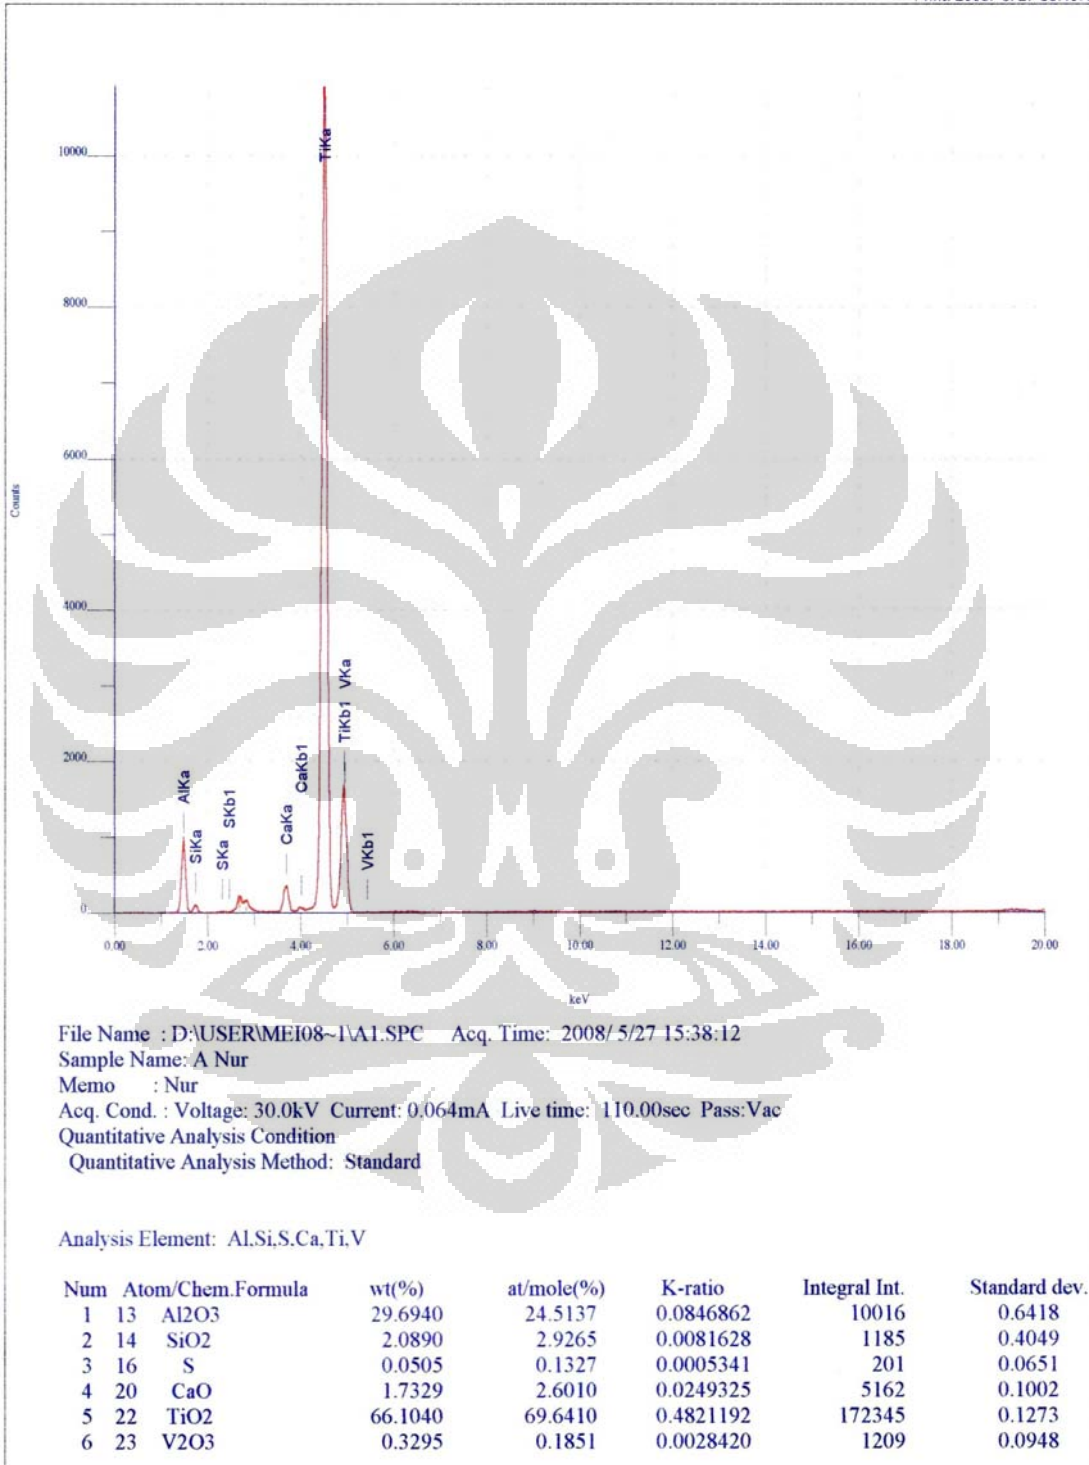 10000
8000
6000
4000
2000
0
Counts
TiKa
VKa
TiKb1
CaKb1
AlKa
SiKa
SKb1
SKa
CaKa
VKb1
0.00 2.00 4.00 6.00 8.00 10.00 12.00 14.00 16.00 18.00 20.00
keV
File Name : D:\USER\MEI08~1\A1.SPC Acq. Time: 2008/ 5/27 15:38:12
Sample Name: A Nur
Memo : Nur
Acq. Cond. : Voltage: 30.0kV Current: 0.064mA Live time: 110.00sec Pass:Vac
Quantitative Analysis Condition
Quantitative Analysis Method: Standard
Analysis Element: Al,Si,S,Ca,Ti,V
Num Atom/Chem.Formula wt(%) at/mole(%) K-ratio Integral Int. Standard dev.
1 13 Al2O3 29.6940 24.5137 0.0846862 10016 0.6418
2 14 SiO2 2.0890 2.9265 0.0081628 1185 0.4049
3 16 S 0.0505 0.1327 0.0005341 201 0.0651
4 20 CaO 1.7329 2.6010 0.0249325 5162 0.1002
5 22 TiO2 66.1040 69.6410 0.4821192 172345 0.1273
6 23 V2O3 0.3295 0.1851 0.0028420 1209 0.0948